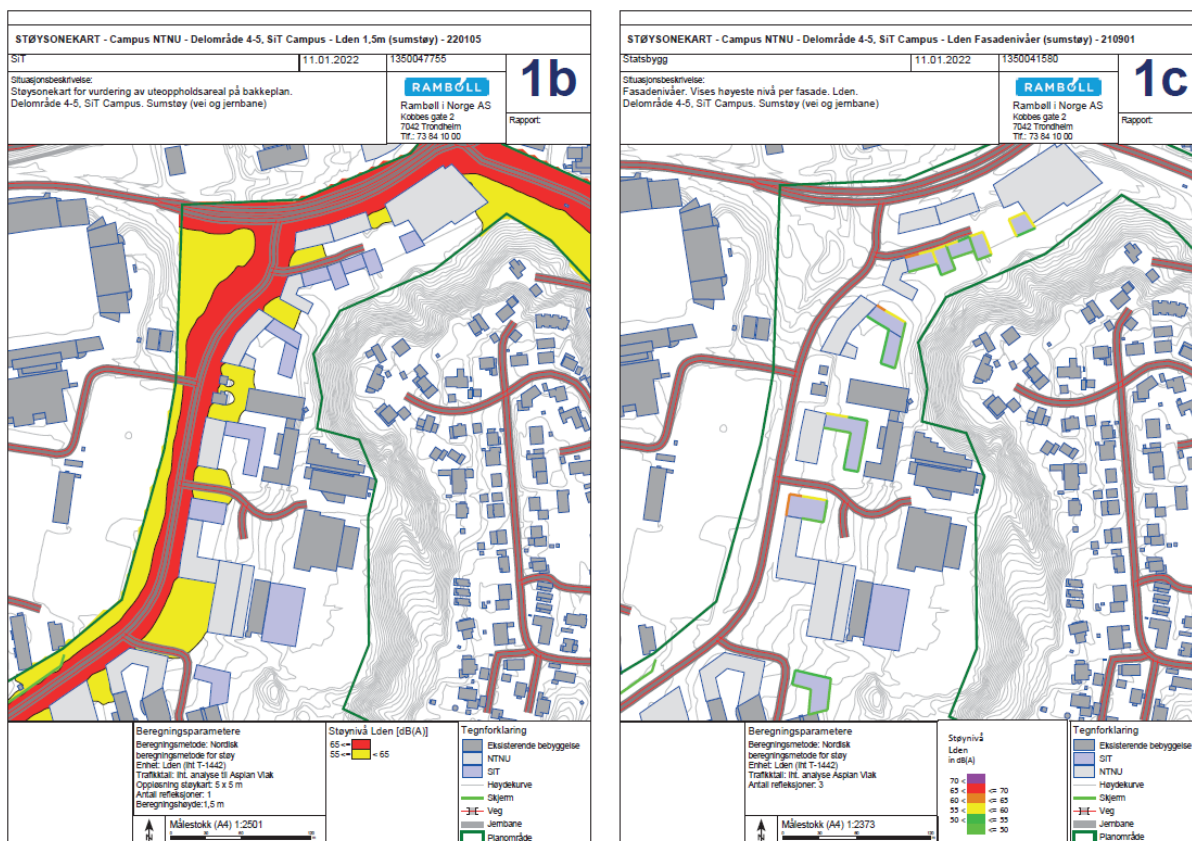 STØYSONEKART - Campus NTNU - Delområde 4-5, SiT Campus - Lden 1,5m (sumstøy) - 220105
SiT
11.01.2022
1350047755
1b
Situasjonsbeskrivelse:
Støysonekart for vurdering av uteoppholdsareal på bakkeplan.
Delområde 4-5, SiT Campus. Sumstøy (vei og jernbane)
RAMBOLL
Rambøll i Norge AS
Kobbes gate 2
7042 Trondheim
Tlf.: 73 84 10 00
Rapport:
Beregningsparametere
Beregningsmetode: Nordisk
beregningsmetode for støy
Enhet: Lden (iht T-1442)
Trafikktall: iht. analyse til Asplan Viak
Oppløsning støykart: 5 x 5 m
Antall refleksjoner: 1
Beregningshøyde:1,5 m
Målestokk (A4) 1:2501
Støynivå Lden [dB(A)]
65 <=
55 <= < 65
Tegnforklaring
Eksisterende bebyggelse
NTNU
SIT
Høydekurve
Skjerm
Veg
Jernbane
Planområde
STØYSONEKART - Campus NTNU - Delområde 4-5, SiT Campus - Lden Fasadenivåer (sumstøy) - 210901
Statsbygg
11.01.2022
1350041580
1c
Situasjonsbeskrivelse:
Fasadenivåer. Vises høyeste nivå per fasade. Lden.
Delområde 4-5, SiT Campus. Sumstøy (vei og jernbane)
RAMBOLL
Rambøll i Norge AS
Kobbes gate 2
7042 Trondheim
Tlf.: 73 84 10 00
Rapport:
Beregningsparametere
Beregningsmetode: Nordisk
beregningsmetode for støy
Enhet: Lden (iht T-1442)
Trafikktall: iht. analyse Asplan Viak
Antall refleksjoner: 3
Målestokk (A4) 1:2373
Støynivå
Lden
in dB(A)
70 <
65 < <= 70
60 < <= 65
55 < <= 60
50 < <= 55
<= 50
Tegnforklaring
Eksisterende bebyggelse
SIT
NTNU
Høydekurve
Skjerm
Veg
Jernbane
Planområde